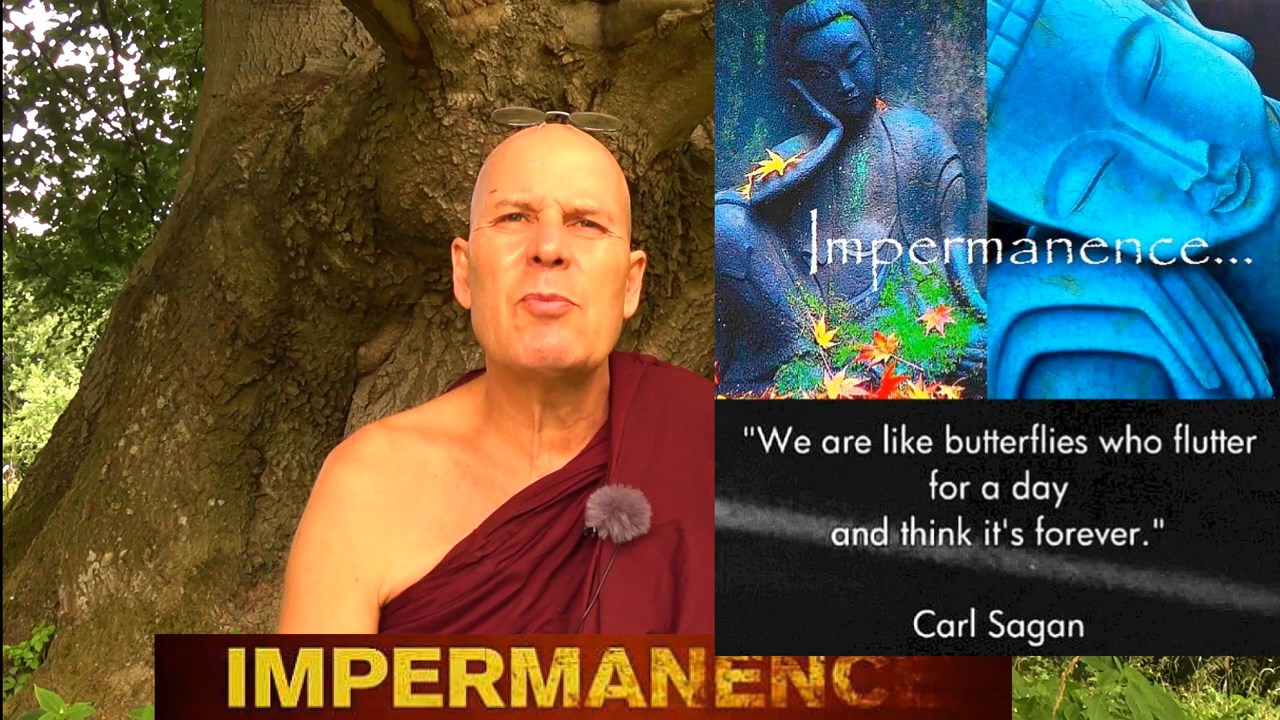 Impermanence...
"We are like butterflies who flutter
for a day
and think it's forever."
Carl Sagan
IMPERMANENCE